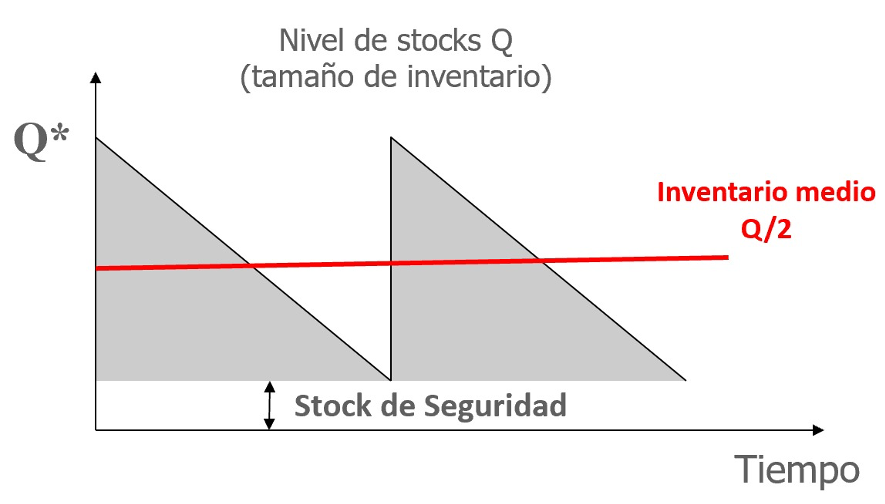 Nivel de stocks Q
(tamaño de inventario)
Q*
Inventario medio
Q/2
Stock de Seguridad
Tiempo